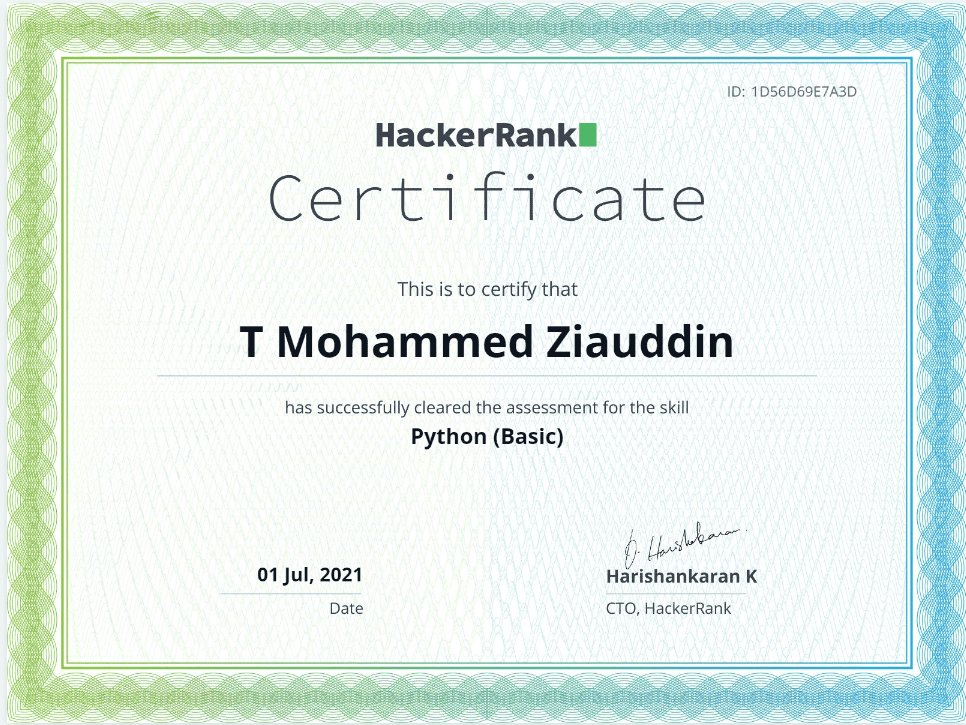 ID: 1D56D69E7A3D
HackerRank
Certificate
This is to certify that
T Mohammed Ziauddin
has successfully cleared the assessment for the skill
Python (Basic)
01 Jul, 2021
Date
Harishankaran K
CTO, HackerRank